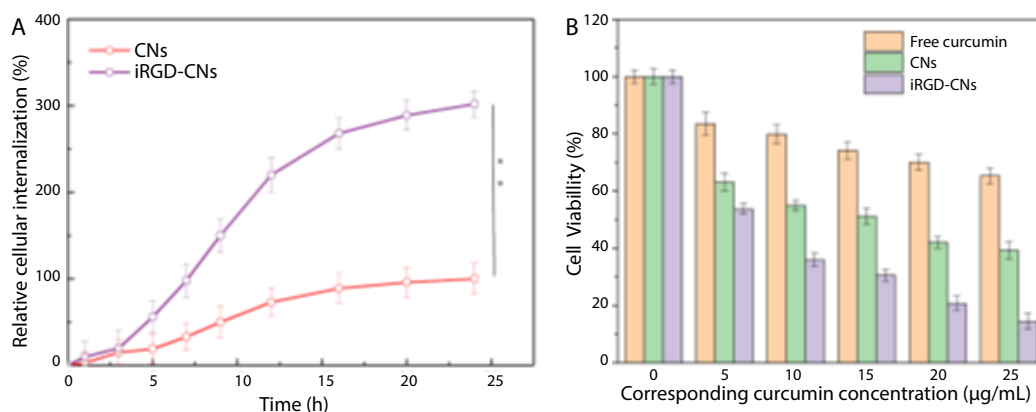 A
400
300
200
100
0
CNs
iRGD-CNs
Relative cellular internalization (%)
0 5 10 15 20 25
Time (h)
**
B
120
100
80
60
40
20
0
Free curcumin
CNs
iRGD-CNs
Cell Viabillity (%)
0 5 10 15 20 25
Corresponding curcumin concentration (μg/mL)